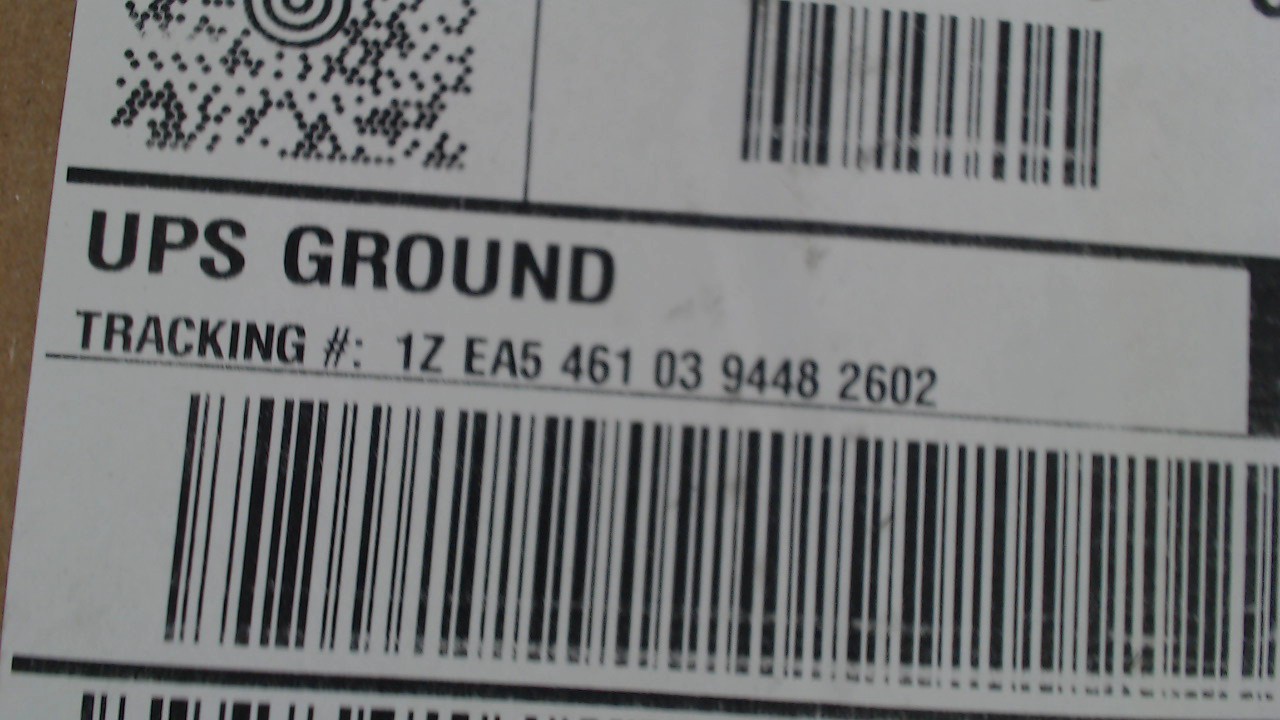 UPS GROUND
TRACKING #: 1Z EA5 461 03 9448 2602